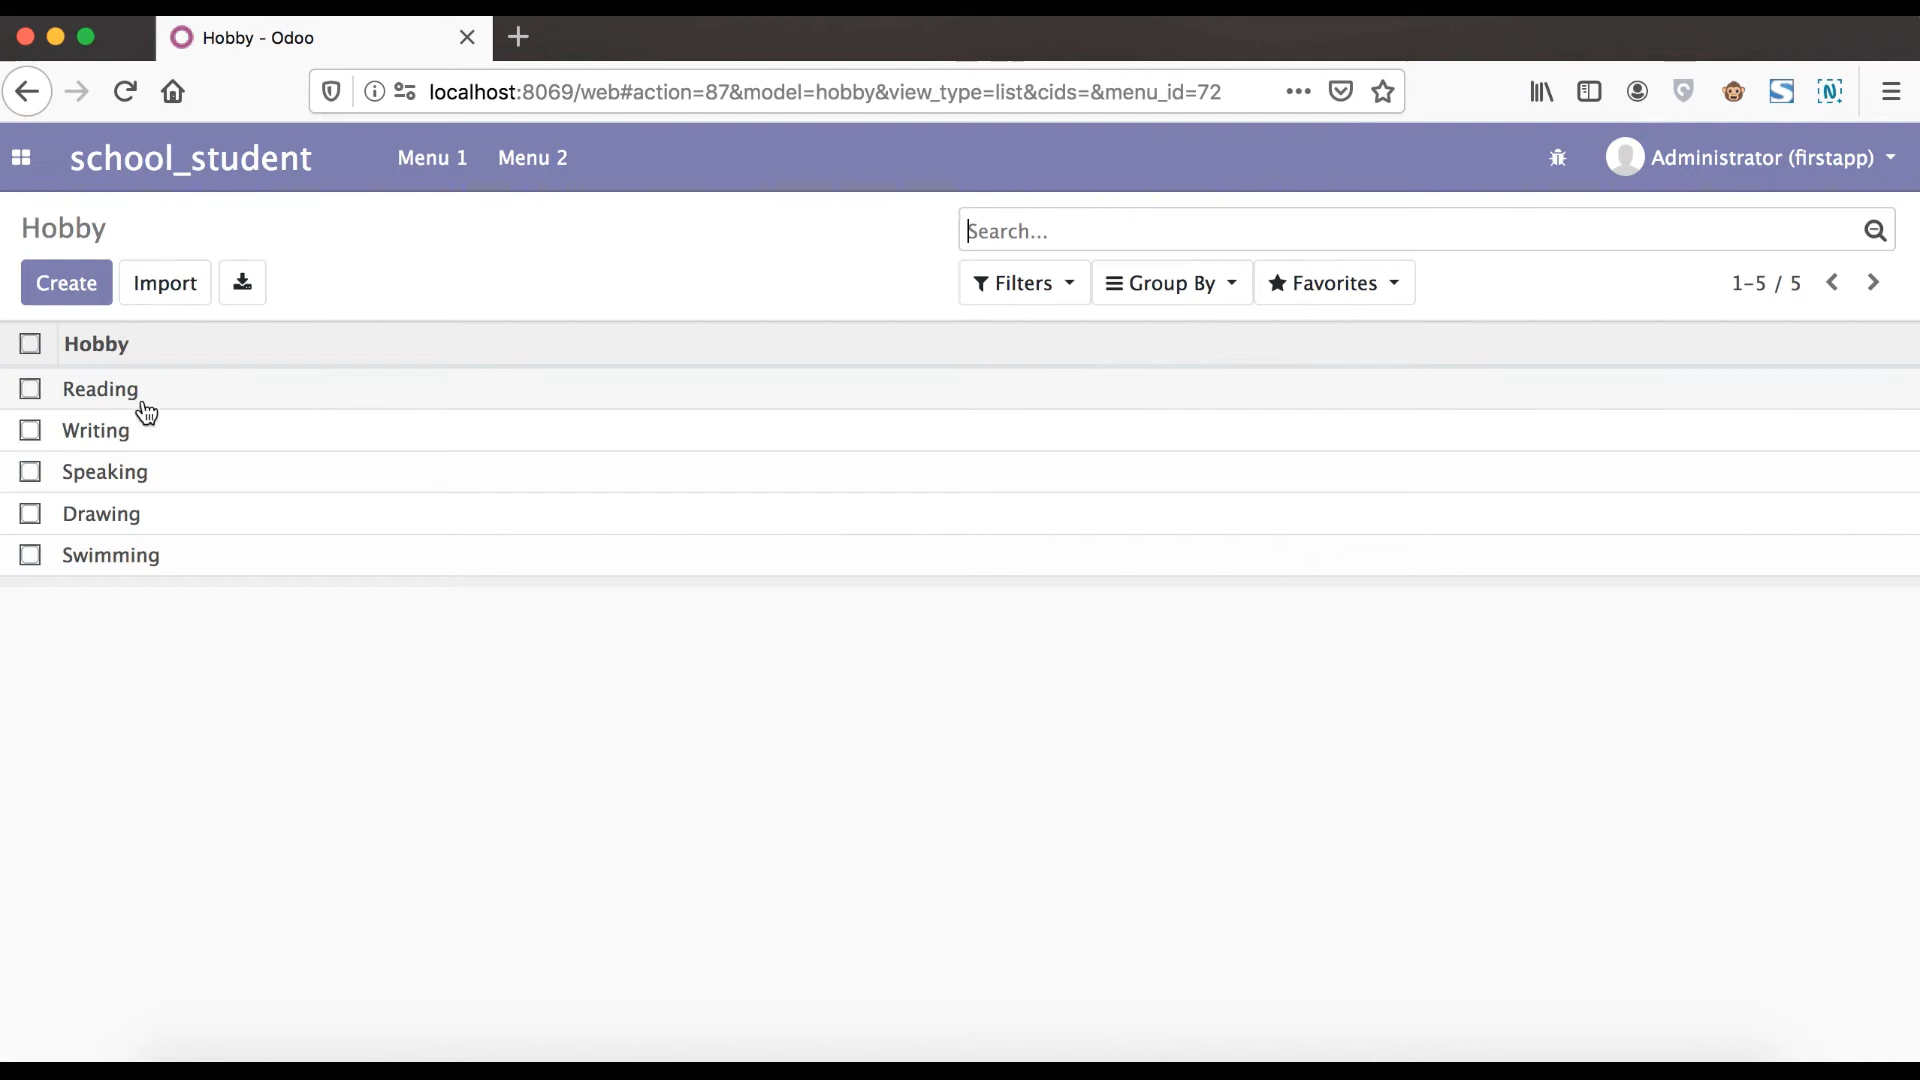 Hobby - Odoo
localhost:8069/web#action=87&model=hobby&view_type=list&cids=&menu_id=72
school_student Menu 1 Menu 2 Administrator (firstapp)
Hobby Search...
Create Import Filters Group By Favorites 1-5 / 5
Hobby
Reading
Writing
Speaking
Drawing
Swimming